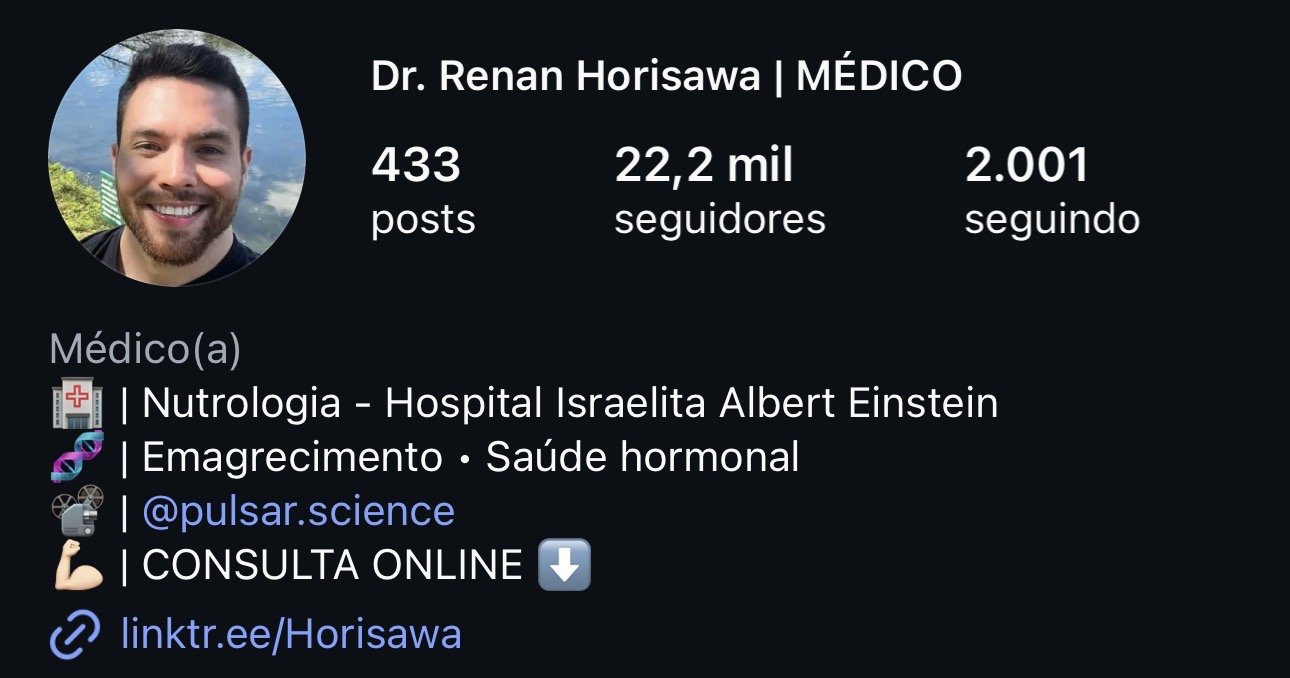 Dr. Renan Horisawa | MÉDICO
433 22,2 mil 2.001
posts seguidores seguindo
Médico(a)
| Nutrologia - Hospital Israelita Albert Einstein
| Emagrecimento • Saúde hormonal
| @pulsar.science
| CONSULTA ONLINE ⬇️
linktr.ee/Horisawa